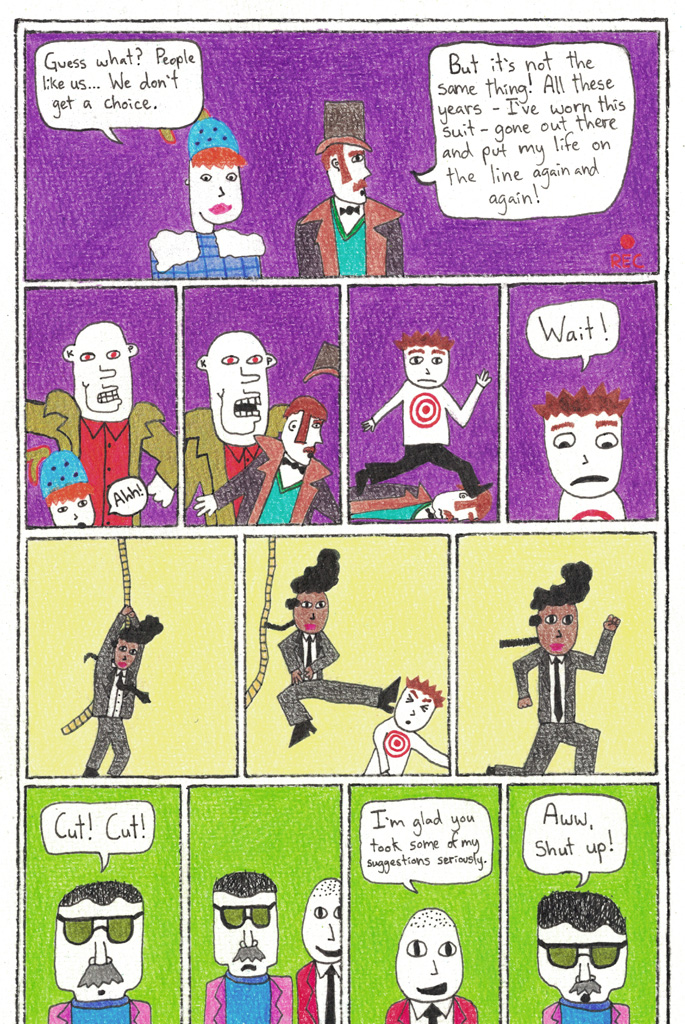 Guess what? People
like us... We don't
get a choice.
But it's not the
same thing! All these
years - I've worn this
suit - gone out there
and put my life on
the line again and
again!
REC
K P
Ahh!
K P
Wait!
Cut! Cut!
I'm glad you
took some of my
suggestions seriously.
Aww,
Shut up!